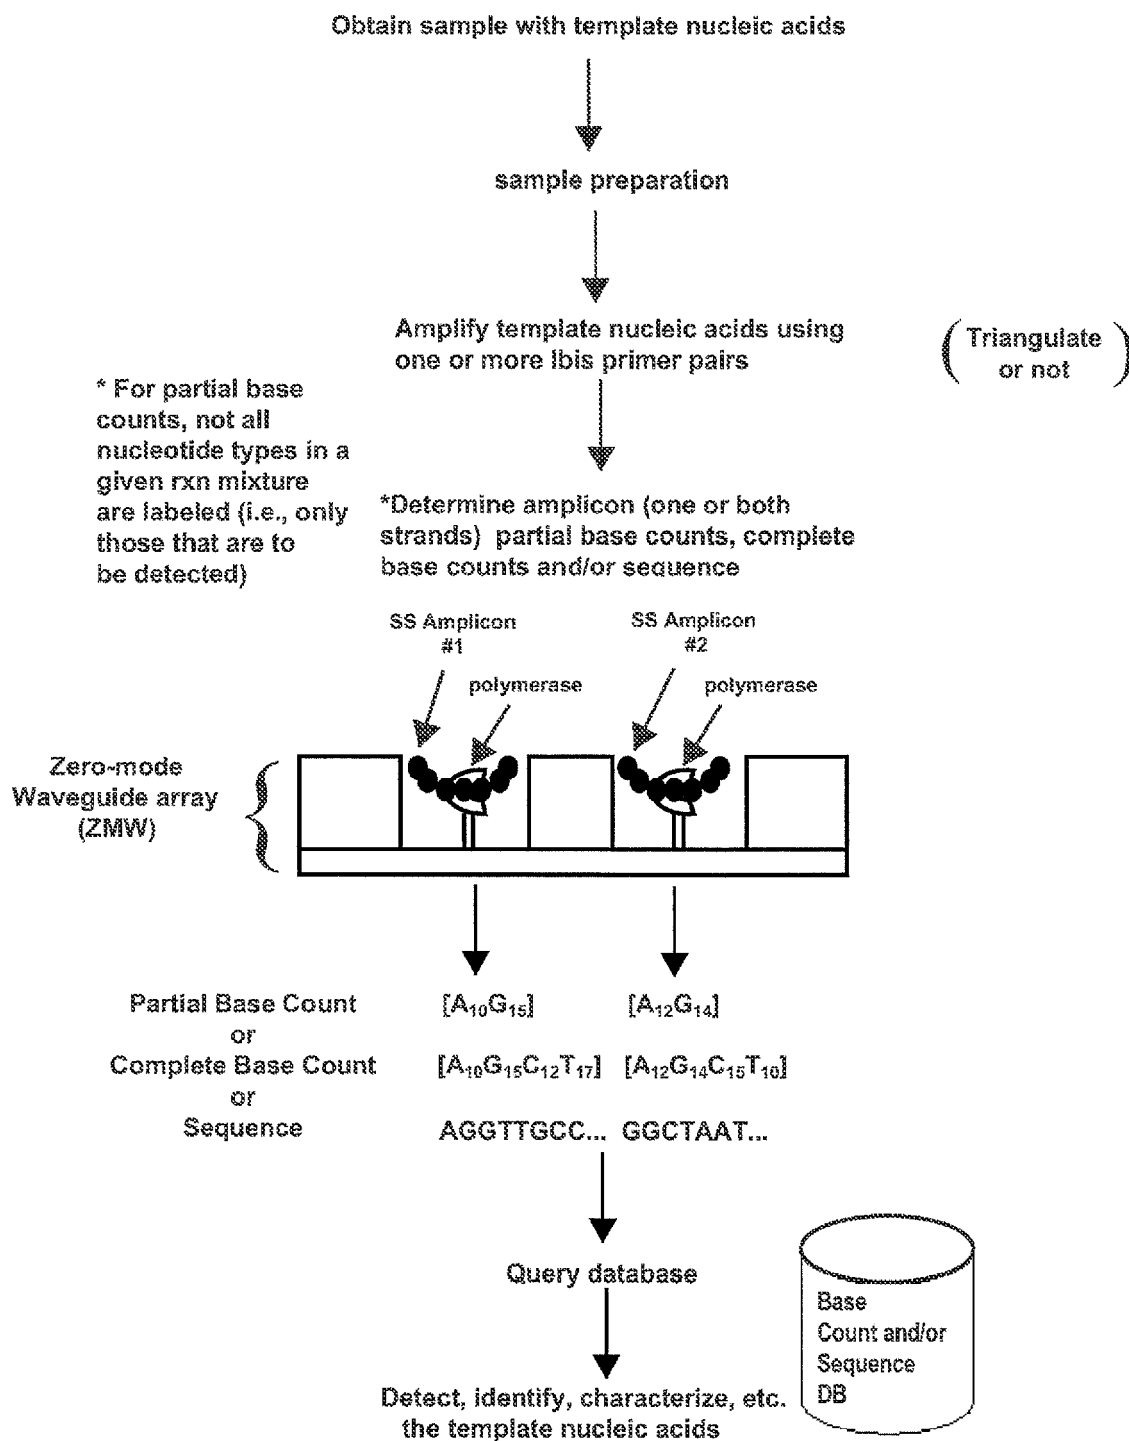 Obtain sample with template nucleic acids
sample preparation
Amplify template nucleic acids using
one or more Ibis primer pairs
(Triangulate
or not)
* For partial base
counts, not all
nucleotide types in a
given rxn mixture
are labeled (i.e., only
those that are to
be detected)
*Determine amplicon (one or both
strands) partial base counts, complete
base counts and/or sequence
SS Amplicon
#1
polymerase
SS Amplicon
#2
polymerase
Zero-mode
Waveguide array
(ZMW)
Partial Base Count
or
Complete Base Count
or
Sequence
[A₁₀G₁₅] [A₁₂G₁₄]
[A₁₀G₁₅C₁₂T₁₇] [A₁₂G₁₄C₁₅T₁₀]
AGGTTGCC... GGCTAAT...
Query database
Base
Count and/or
Sequence
DB
Detect, identify, characterize, etc.
the template nucleic acids